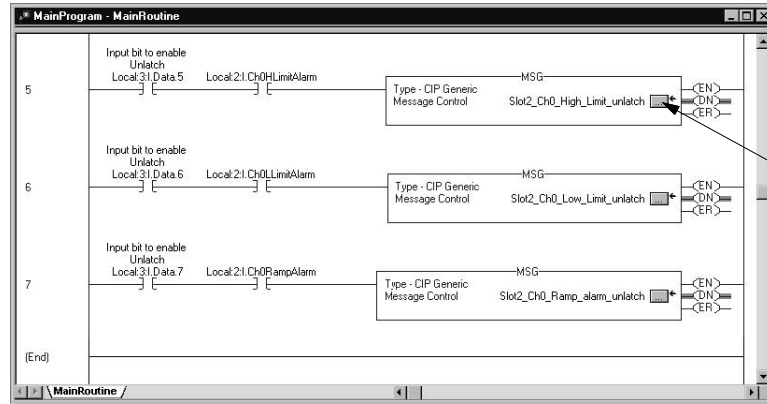 MainProgram - MainRoutine
Input bit to enable
Unlatch
Local:3:I.Data.5 Local:2:I.Ch0HLimitAlarm
MSG
5
Type - CIP Generic
Message Control Slot2_Ch0_High_Limit_unlatch ...
EN
DN
ER
Input bit to enable
Unlatch
Local:3:I.Data.6 Local:2:I.Ch0LLimitAlarm
MSG
6
Type - CIP Generic
Message Control Slot2_Ch0_Low_Limit_unlatch ...
EN
DN
ER
Input bit to enable
Unlatch
Local:3:I.Data.7 Local:2:I.Ch0RampAlarm
MSG
7
Type - CIP Generic
Message Control Slot2_Ch0_Ramp_alarm_unlatch ...
EN
DN
ER
(End)
MainRoutine